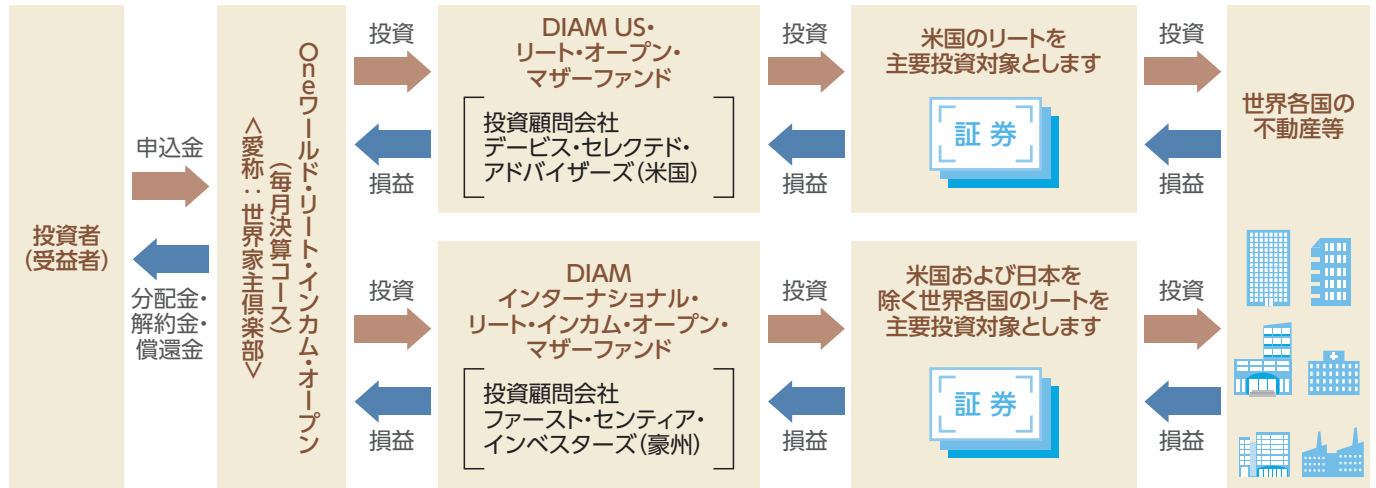 投資者
(受益者)
申込金
分配金・
解約金・
償還金
Oneワールド・リート・インカム・オープン
(毎月決算コース)
<愛称:世界家主倶楽部>
投資
損益
DIAM US・
リート・オープン・
マザーファンド
投資顧問会社
デービス・セレクテド・
アドバイザーズ(米国)
投資
損益
米国のリートを
主要投資対象とします
証券
投資
損益
投資
損益
DIAM
インターナショナル・
リート・インカム・オープン・
マザーファンド
投資顧問会社
ファースト・センティア・
インベスターズ(豪州)
投資
損益
米国および日本を
除く世界各国のリートを
主要投資対象とします
証券
投資
損益
世界各国の
不動産等